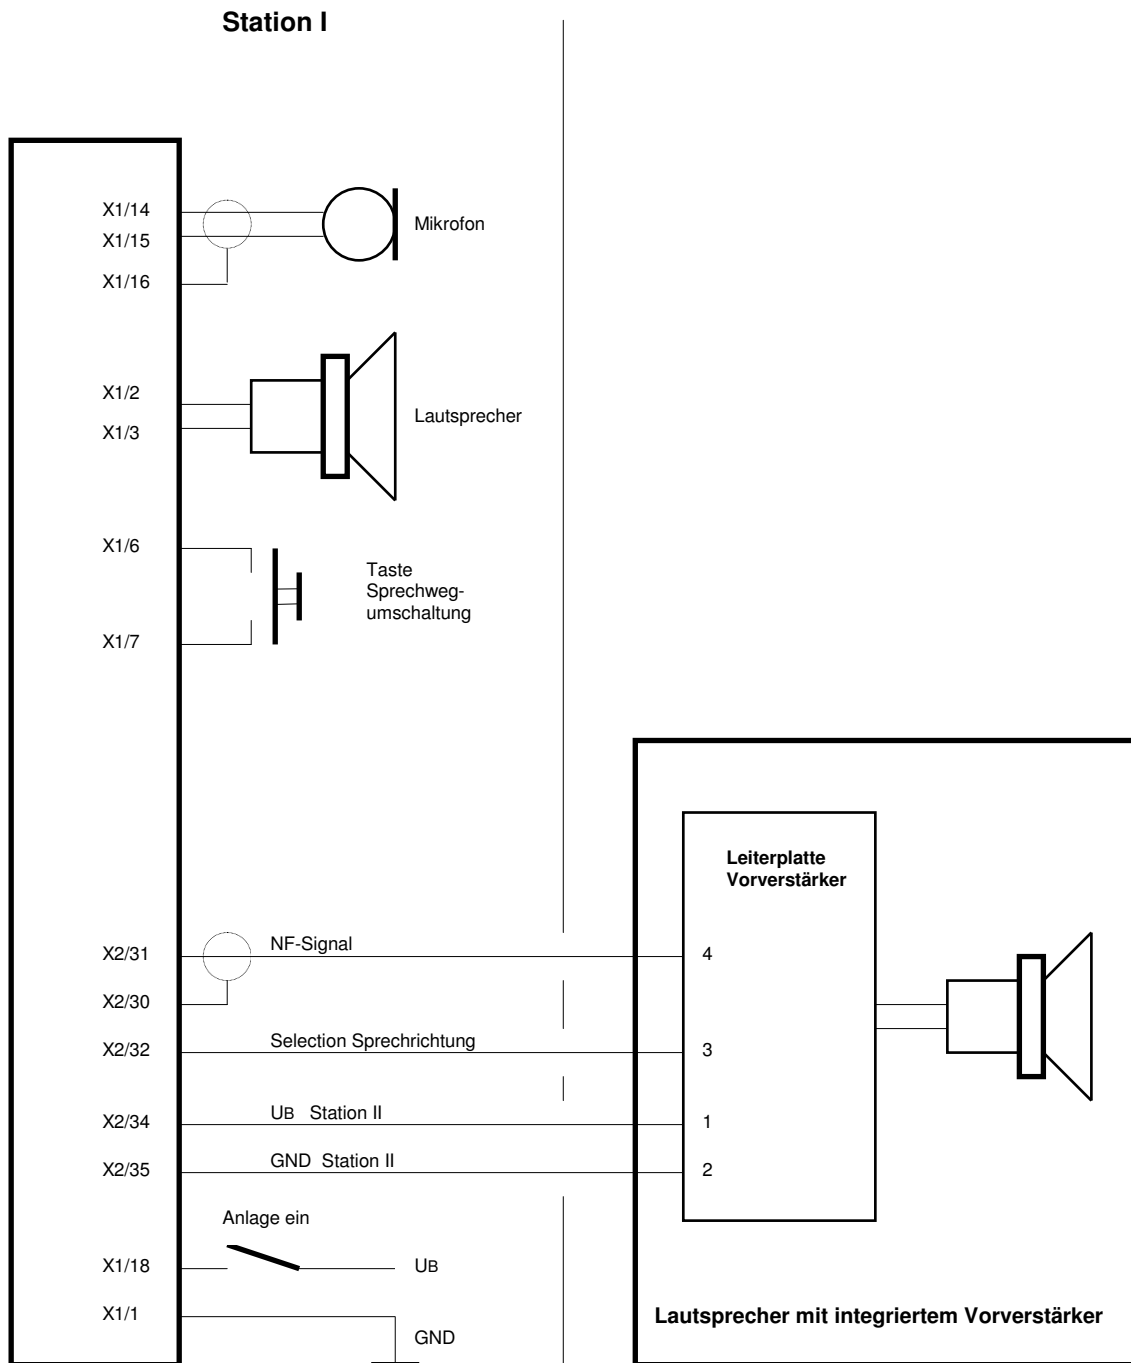 Station I
X1/14
X1/15
Mikrofon
X1/16
X1/2
Lautsprecher
X1/3
X1/6
Taste
Sprechweg-
umschaltung
X1/7
Leiterplatte
Vorverstärker
X2/31
NF-Signal
4
X2/30
X2/32
Selection Sprechrichtung
3
X2/34
UB Station II
1
X2/35
GND Station II
2
Anlage ein
X1/18
UB
X1/1
GND
Lautsprecher mit integriertem Vorverstärker